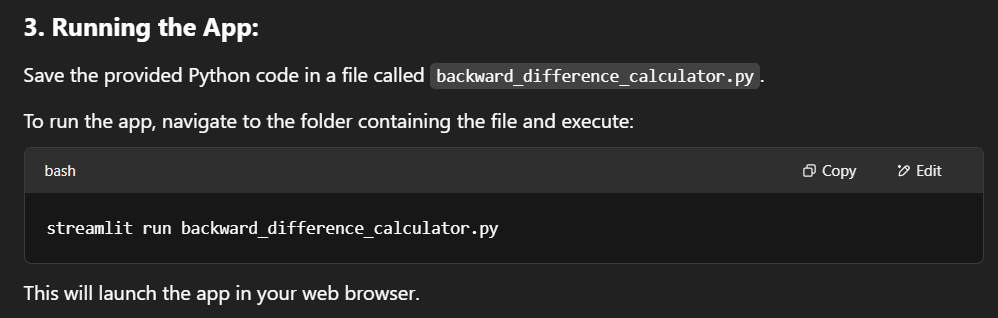 3. Running the App:
Save the provided Python code in a file called backward_difference_calculator.py.
To run the app, navigate to the folder containing the file and execute:
bash
Copy
Edit
streamlit run backward_difference_calculator.py
This will launch the app in your web browser.